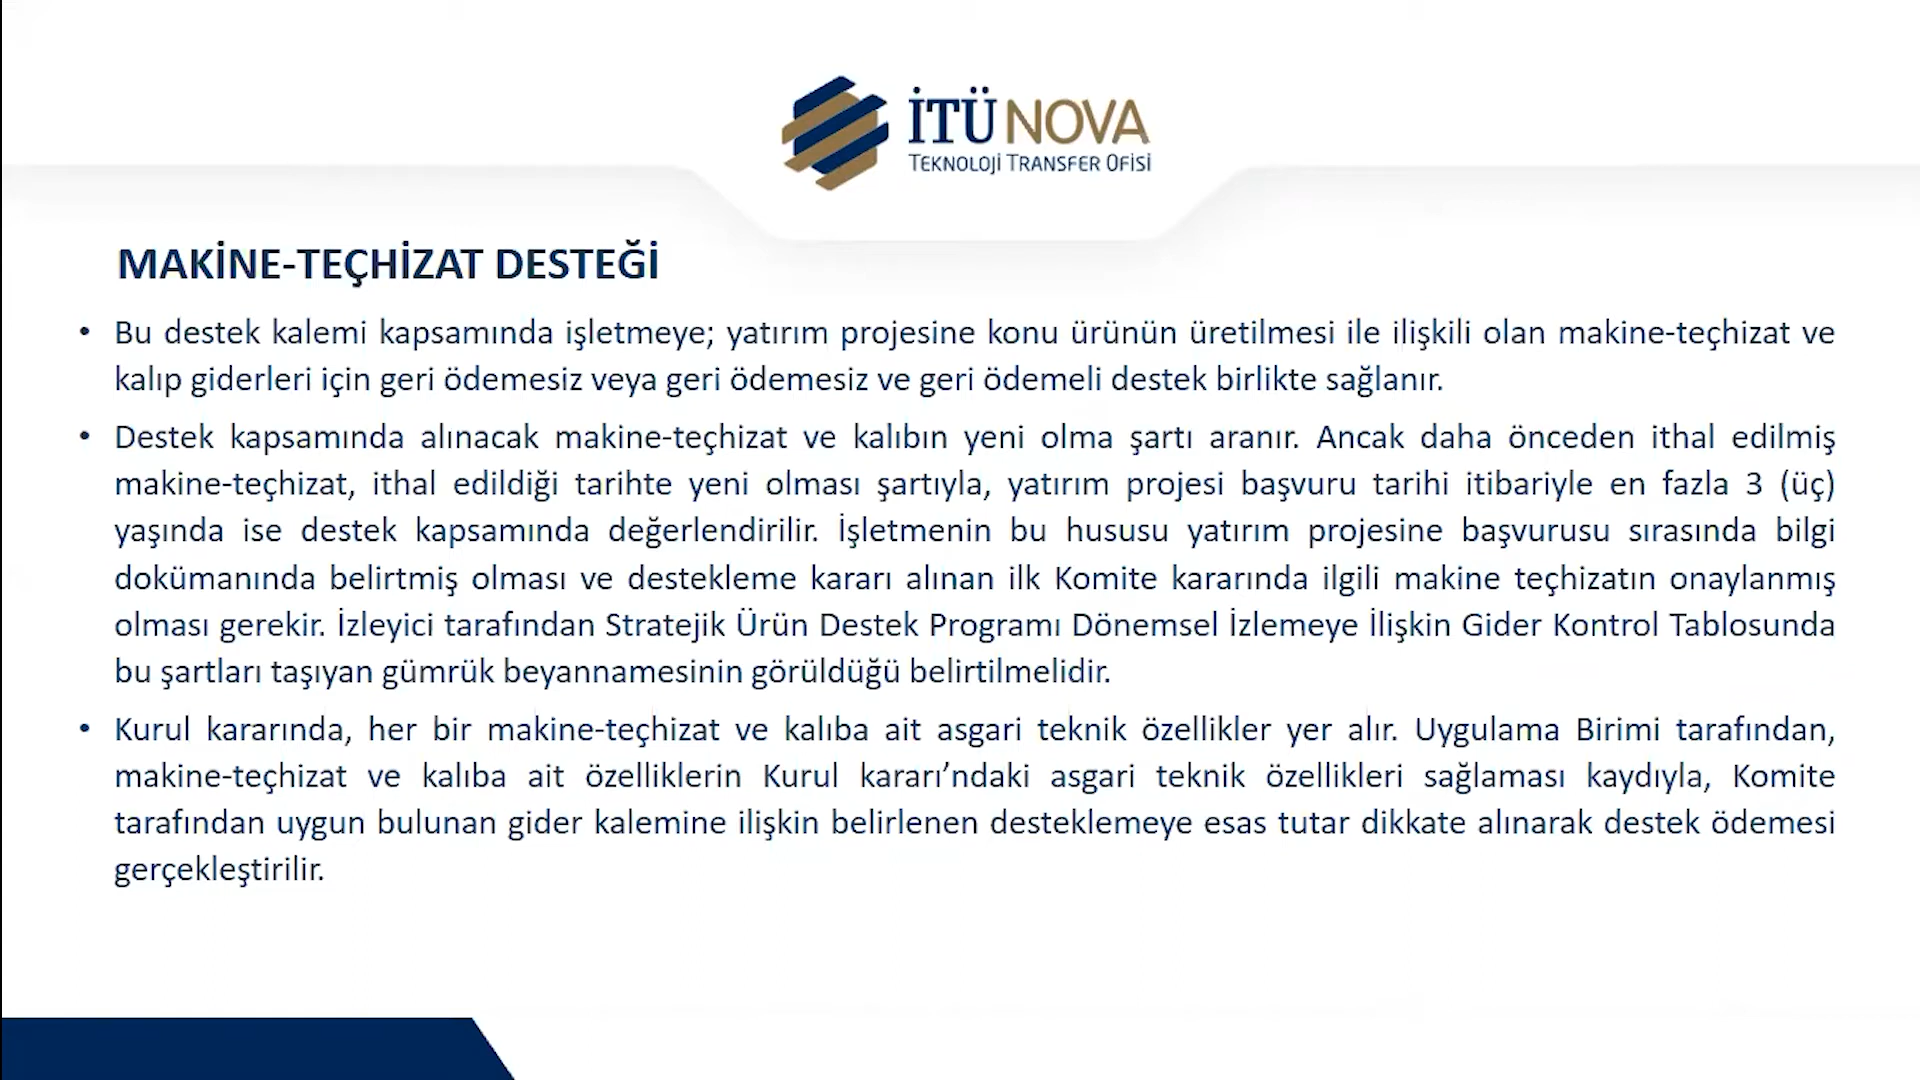 İTÜNOVA
TEKNOLOJİ TRANSFER OFİSİ
MAKİNE-TEÇHİZAT DESTEĞİ
• Bu destek kalemi kapsamında işletmeye; yatırım projesine konu ürünün üretilmesi ile ilişkili olan makine-teçhizat ve
kalıp giderleri için geri ödemesiz veya geri ödemesiz ve geri ödemeli destek birlikte sağlanır.
• Destek kapsamında alınacak makine-teçhizat ve kalıbın yeni olma şartı aranır. Ancak daha önceden ithal edilmiş
makine-teçhizat, ithal edildiği tarihte yeni olması şartıyla, yatırım projesi başvuru tarihi itibariyle en fazla 3 (üç)
yaşında ise destek kapsamında değerlendirilir. İşletmenin bu hususu yatırım projesine başvurusu sırasında bilgi
dokümanında belirtmiş olması ve destekleme kararı alınan ilk Komite kararında ilgili makine teçhizatın onaylanmış
olması gerekir. İzleyici tarafından Stratejik Ürün Destek Programı Dönemsel İzlemeye İlişkin Gider Kontrol Tablosunda
bu şartları taşıyan gümrük beyannamesinin görüldüğü belirtilmelidir.
• Kurul kararında, her bir makine-teçhizat ve kalıba ait asgari teknik özellikler yer alır. Uygulama Birimi tarafından,
makine-teçhizat ve kalıba ait özelliklerin Kurul kararı’ndaki asgari teknik özellikleri sağlaması kaydıyla, Komite
tarafından uygun bulunan gider kalemine ilişkin belirlenen desteklemeye esas tutar dikkate alınarak destek ödemesi
gerçekleştirilir.